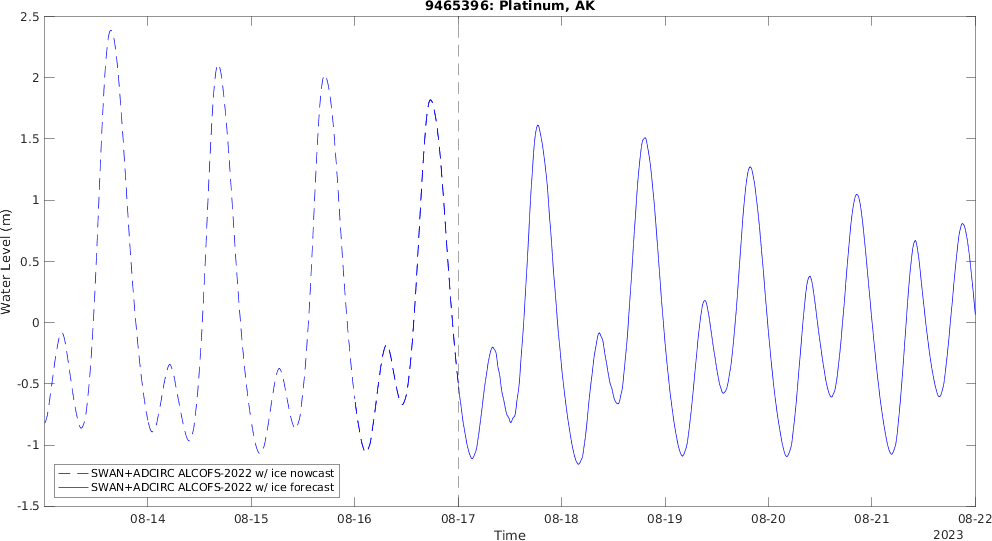 9465396: Platinum, AK
2.5
2
1.5
1
0.5
0
-0.5
-1
-1.5
Water Level (m)
SWAN+ADCIRC ALCOFS-2022 w/ ice nowcast
SWAN+ADCIRC ALCOFS-2022 w/ ice forecast
08-14 08-15 08-16 08-17 08-18 08-19 08-20 08-21 08-22
Time
2023